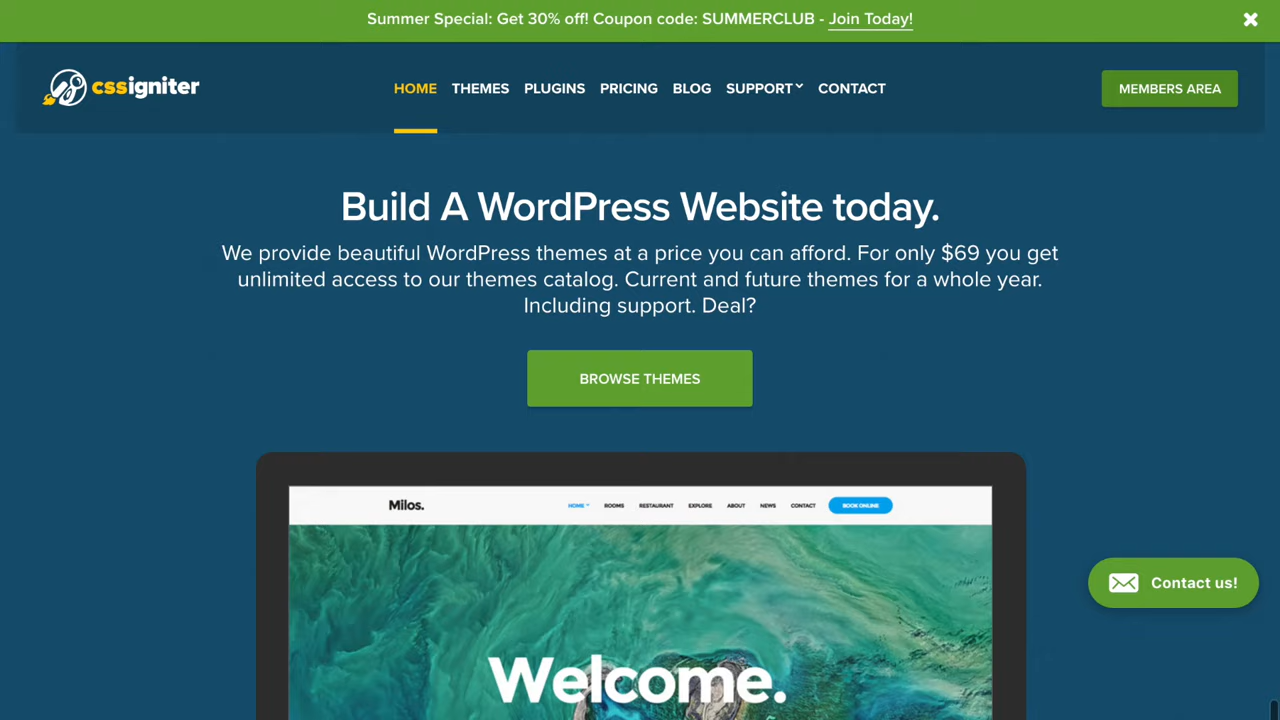 Summer Special: Get 30% off! Coupon code: SUMMERCLUB - Join Today!
cssigniter
HOME THEMES PLUGINS PRICING BLOG SUPPORT CONTACT
MEMBERS AREA
Build A WordPress Website today.
We provide beautiful WordPress themes at a price you can afford. For only $69 you get
unlimited access to our themes catalog. Current and future themes for a whole year.
Including support. Deal?
BROWSE THEMES
Milos.
HOME ROOMS RESTAURANT EXPLORE ABOUT NEWS CONTACT
BOOK ONLINE
Contact us!
Welcome.